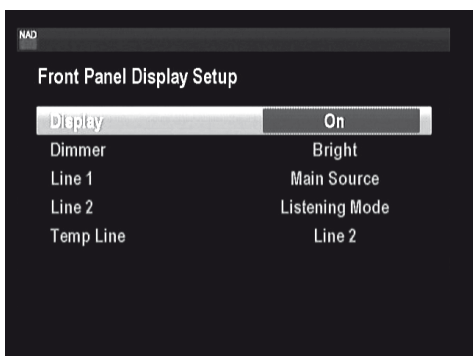 NAD
Front Panel Display Setup
Display On
Dimmer Bright
Line 1 Main Source
Line 2 Listening Mode
Temp Line Line 2